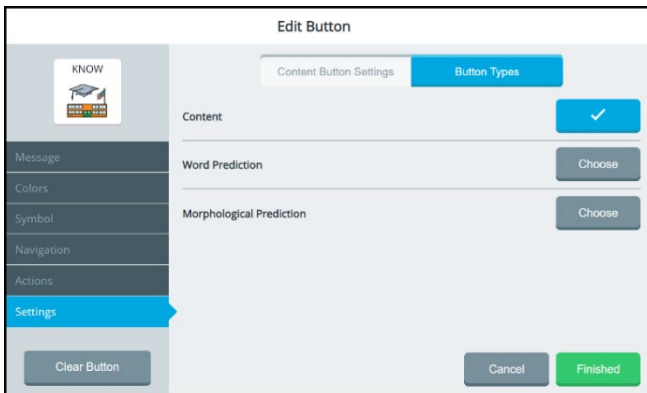 Edit Button
KNOW
Message
Colors
Symbol
Navigation
Actions
Settings
Clear Button
Content Button Settings
Button Types
Content
Word Prediction
Choose
Morphological Prediction
Choose
Cancel
Finished